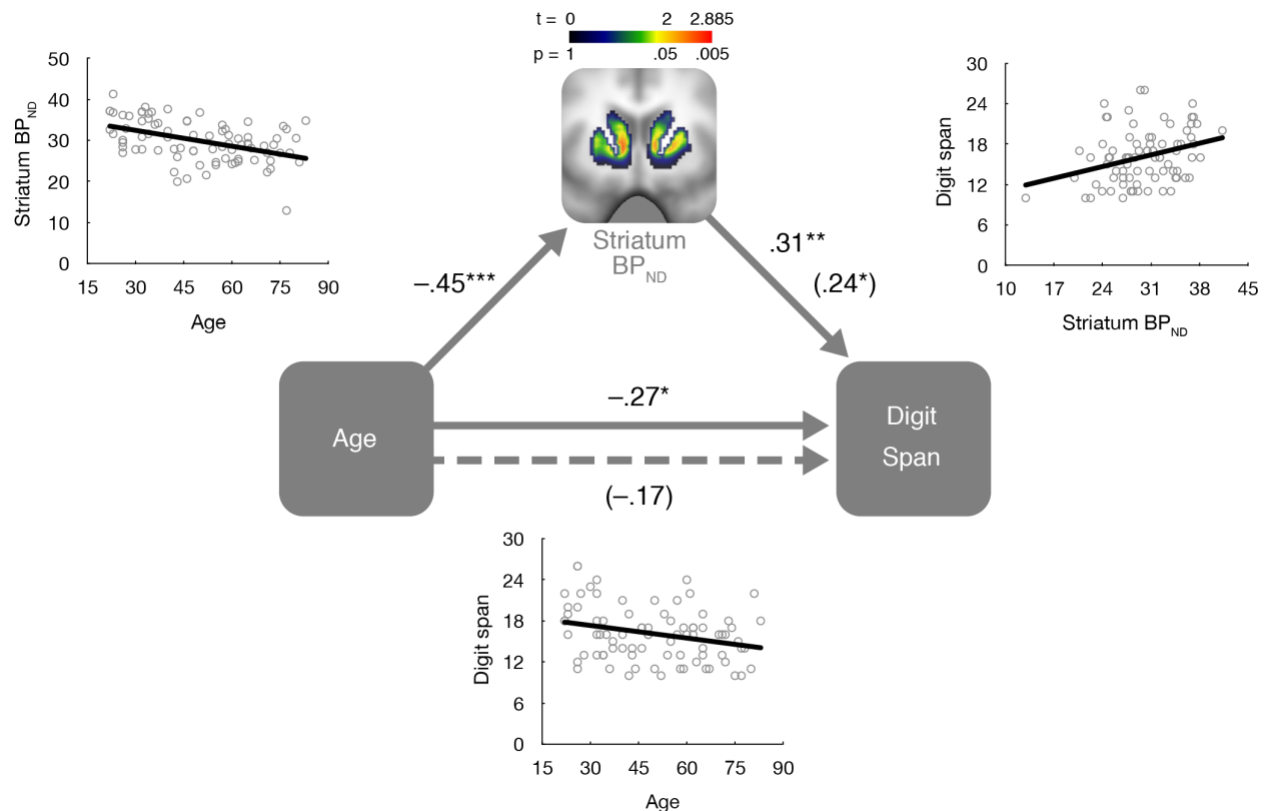 t = 0 2 2.885
p = 1 .05 .005
Striatum BP_ND
50
40
30
20
10
0
15 30 45 60 75 90
Age
Striatum
BP_ND
–.45***
.31**
(.24*)
Digit span
30
24
18
12
6
0
10 17 24 31 38 45
Striatum BP_ND
Age
–.27*
(–.17)
Digit
Span
Digit span
30
24
18
12
6
0
15 30 45 60 75 90
Age